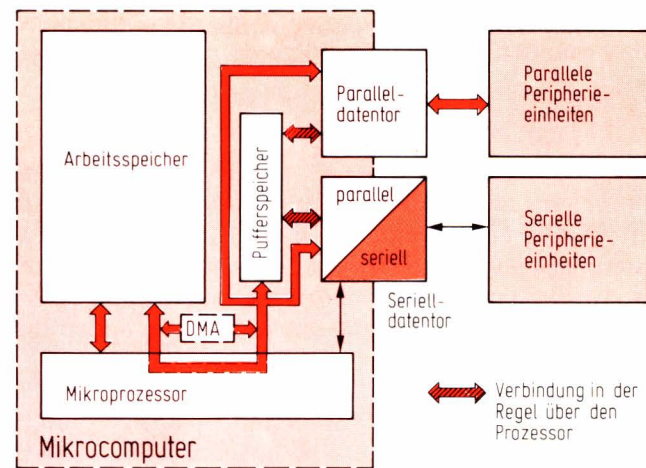 Arbeitsspeicher
Pufferspeicher
Parallel-
datentor
Parallele
Peripherie-
einheiten
parallel
seriell
Serielle
Peripherie-
einheiten
Seriell-
datentor
DMA
Mikroprozessor
Mikrocomputer
Verbindung in der
Regel über den
Prozessor